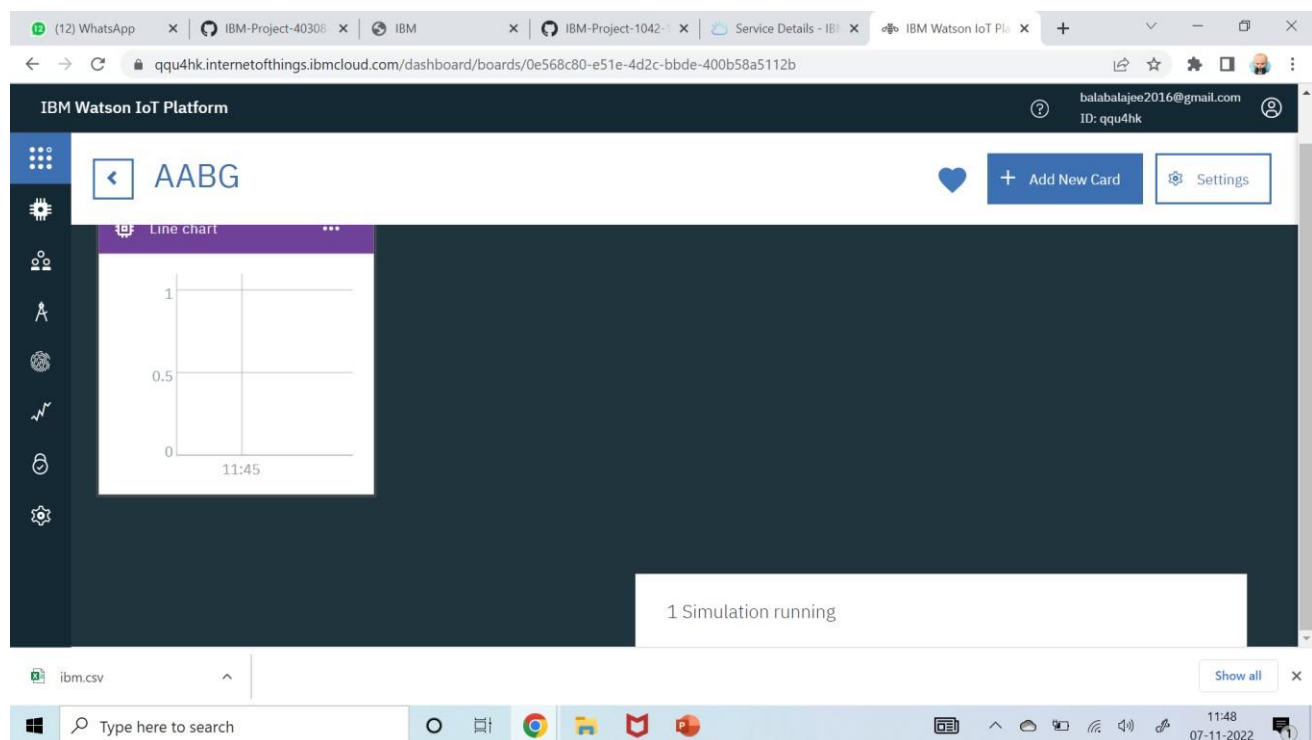 (12) WhatsApp
IBM-Project-40308
IBM
IBM-Project-1042-
Service Details - IB
IBM Watson IoT Pla
qqu4hk.internetofthings.ibmcloud.com/dashboard/boards/0e568c80-e51e-4d2c-bbde-400b58a5112b
IBM Watson IoT Platform
balabalajee2016@gmail.com
ID: qqu4hk
AABG
+ Add New Card
Settings
Line chart
1
0.5
0
11:45
1 Simulation running
ibm.csv
Show all
Type here to search
11:48
07-11-2022
1